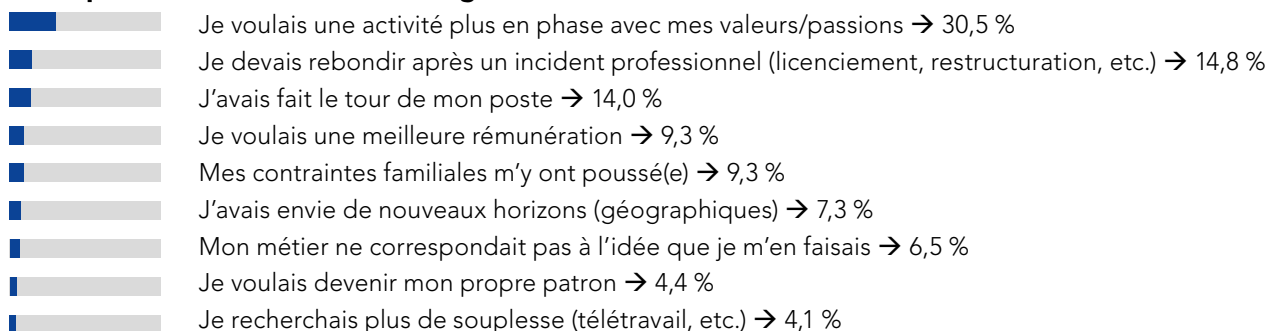 Je voulais une activité plus en phase avec mes valeurs/passions → 30,5 %
Je devais rebondir après un incident professionnel (licenciement, restructuration, etc.) → 14,8 %
J’avais fait le tour de mon poste → 14,0 %
Je voulais une meilleure rémunération → 9,3 %
Mes contraintes familiales m’y ont poussé(e) → 9,3 %
J’avais envie de nouveaux horizons (géographiques) → 7,3 %
Mon métier ne correspondait pas à l’idée que je m’en faisais → 6,5 %
Je voulais devenir mon propre patron → 4,4 %
Je recherchais plus de souplesse (télétravail, etc.) → 4,1 %